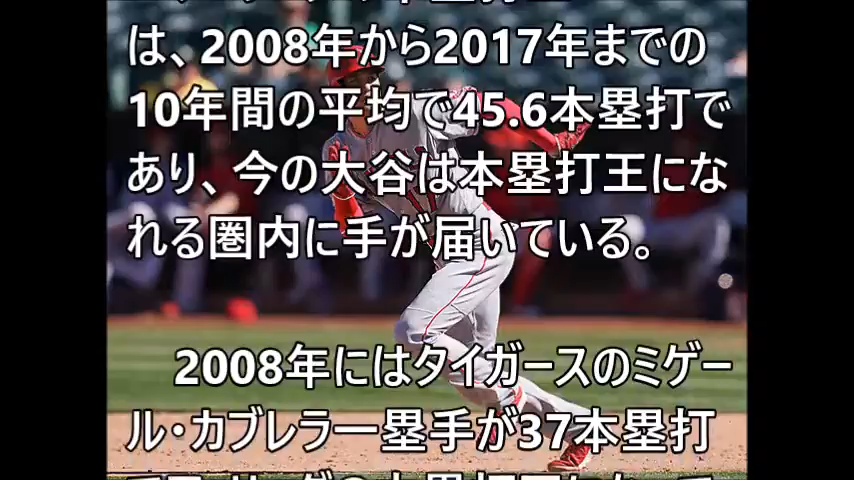 は、2008年から2017年までの
10年間の平均で45.6本塁打で
あり、今の大谷は本塁打王にな
れる圏内に手が届いている。
2008年にはタイガースのミゲー
ル・カブレラ一塁手が37本塁打